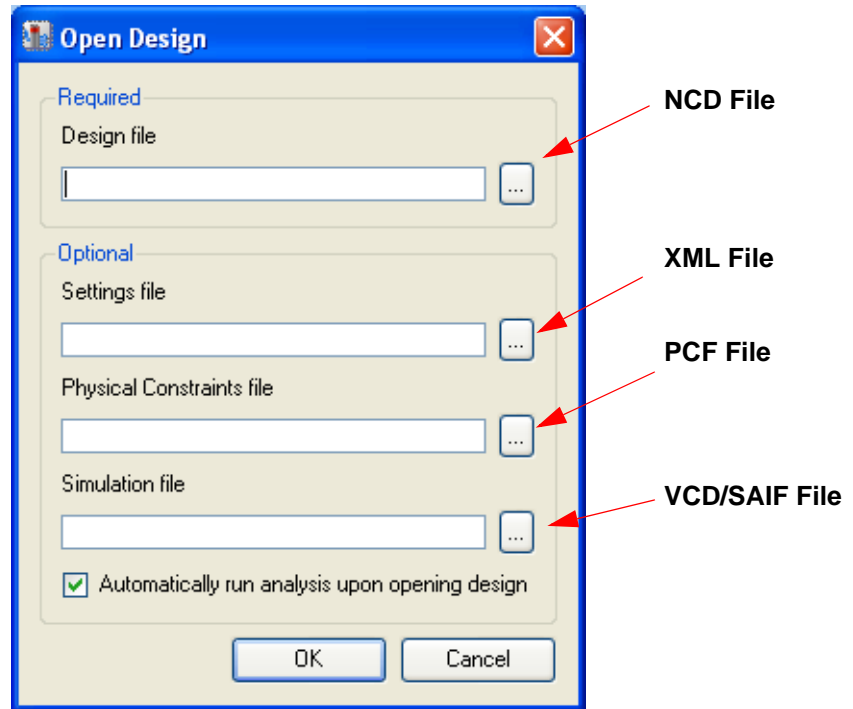 Open Design
Required
NCD File
Design file
...
Optional
XML File
Settings file
...
PCF File
Physical Constraints file
...
Simulation file
VCD/SAIF File
...
Automatically run analysis upon opening design
OK
Cancel